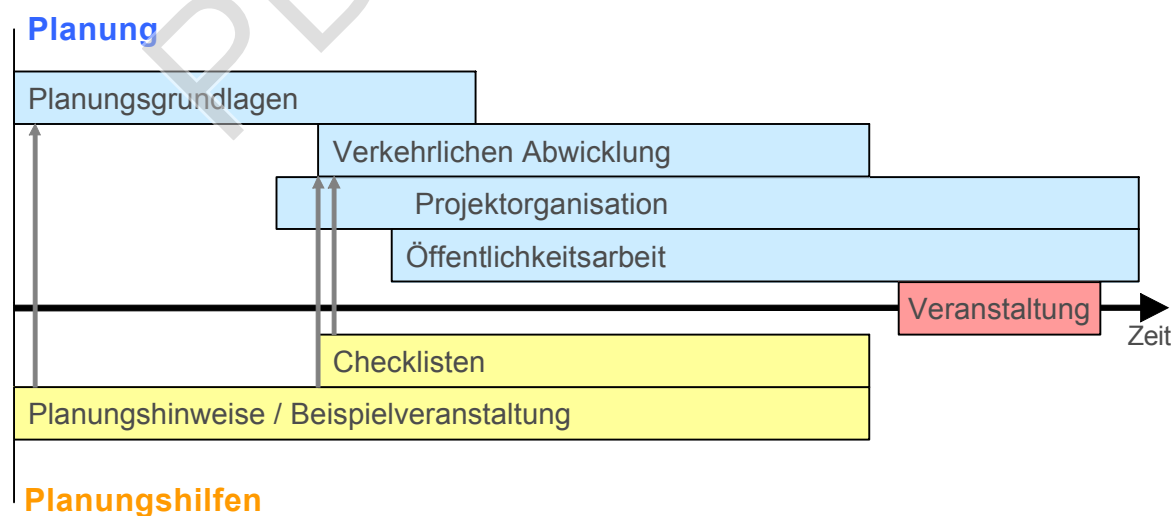 Planung
Planungsgrundlagen
Verkehrlichen Abwicklung
Projektorganisation
Öffentlichkeitsarbeit
Veranstaltung
Zeit
Checklisten
Planungshinweise / Beispielveranstaltung
Planungshilfen